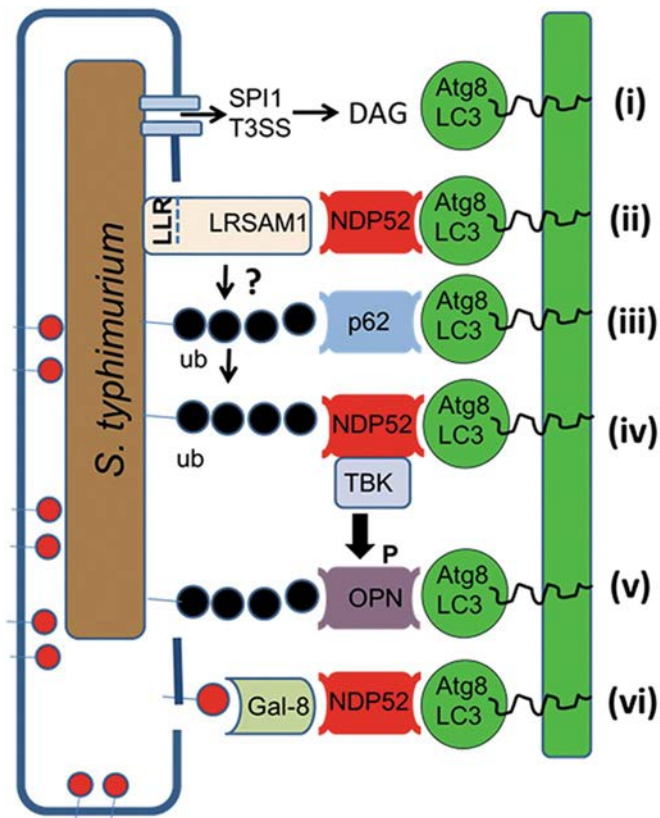 SPI1
T3SS
DAG
Atg8
LC3
(i)
S. typhimurium
LLR
LRSAM1
NDP52
Atg8
LC3
(ii)
?
p62
Atg8
LC3
(iii)
ub
NDP52
Atg8
LC3
(iv)
ub
TBK
P
OPN
Atg8
LC3
(v)
Gal-8
NDP52
Atg8
LC3
(vi)